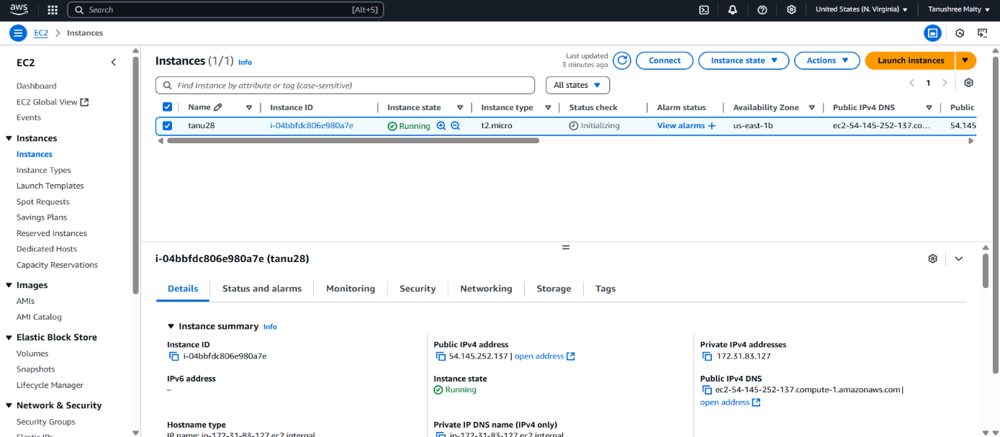 aws
Search [Alt+S]
United States (N. Virginia)
Tanushree Maity
EC2 > Instances
EC2
Dashboard
EC2 Global View
Events
Instances
Instances
Instance Types
Launch Templates
Spot Requests
Savings Plans
Reserved Instances
Dedicated Hosts
Capacity Reservations
Images
AMIs
AMI Catalog
Elastic Block Store
Volumes
Snapshots
Lifecycle Manager
Network & Security
Security Groups
Elastic IPs
Instances (1/1) Info
Last updated
3 minutes ago
Connect
Instance state
Actions
Launch instances
Find Instance by attribute or tag (case-sensitive)
All states
1
Name Instance ID Instance state Instance type Status check Alarm status Availability Zone Public IPv4 DNS Public
tanu28 i-04bbfdc806e980a7e Running t2.micro Initializing View alarms + us-east-1b ec2-54-145-252-137.co... 54.145
i-04bbfdc806e980a7e (tanu28)
Details Status and alarms Monitoring Security Networking Storage Tags
Instance summary Info
Instance ID
i-04bbfdc806e980a7e
Public IPv4 address
54.145.252.137 | open address
Private IPv4 addresses
172.31.83.127
IPv6 address
–
Instance state
Running
Public IPv4 DNS
ec2-54-145-252-137.compute-1.amazonaws.com |
open address
Hostname type
IP name: ip-172-31-83-127.ec2.internal
Private IP DNS name (IPv4 only)
ip-172-31-83-127.ec2.internal